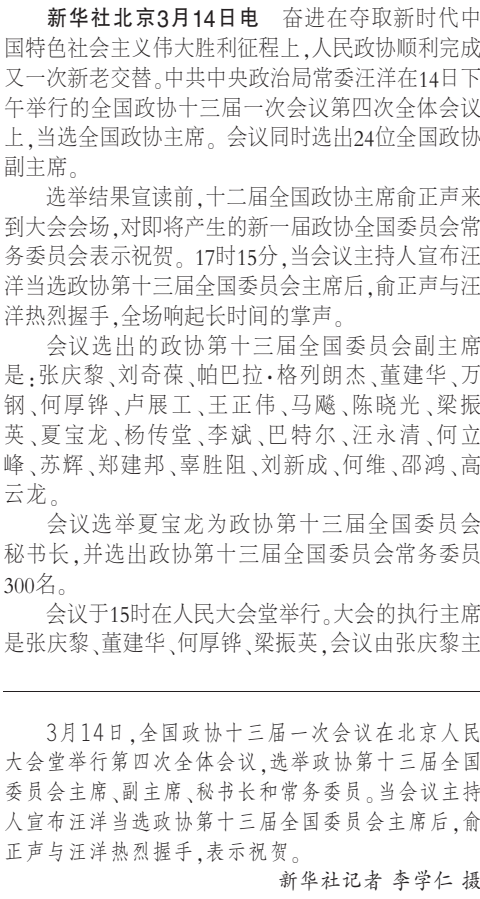 新华社北京3月14日电　奋进在夺取新时代中
国特色社会主义伟大胜利征程上,人民政协顺利完成
又一次新老交替。中共中央政治局常委汪洋在14日下
午举行的全国政协十三届一次会议第四次全体会议
上,当选全国政协主席。会议同时选出24位全国政协
副主席。
选举结果宣读前,十二届全国政协主席俞正声来
到大会会场,对即将产生的新一届政协全国委员会常
务委员会表示祝贺。17时15分,当会议主持人宣布汪
洋当选政协第十三届全国委员会主席后,俞正声与汪
洋热烈握手,全场响起长时间的掌声。
会议选出的政协第十三届全国委员会副主席
是:张庆黎、刘奇葆、帕巴拉·格列朗杰、董建华、万
钢、何厚铧、卢展工、王正伟、马飚、陈晓光、梁振
英、夏宝龙、杨传堂、李斌、巴特尔、汪永清、何立
峰、苏辉、郑建邦、辜胜阻、刘新成、何维、邵鸿、高
云龙。
会议选举夏宝龙为政协第十三届全国委员会
秘书长,并选出政协第十三届全国委员会常务委员
300名。
会议于15时在人民大会堂举行。大会的执行主席
是张庆黎、董建华、何厚铧、梁振英,会议由张庆黎主
3月14日,全国政协十三届一次会议在北京人民
大会堂举行第四次全体会议,选举政协第十三届全国
委员会主席、副主席、秘书长和常务委员。当会议主持
人宣布汪洋当选政协第十三届全国委员会主席后,俞
正声与汪洋热烈握手,表示祝贺。
新华社记者 李学仁 摄